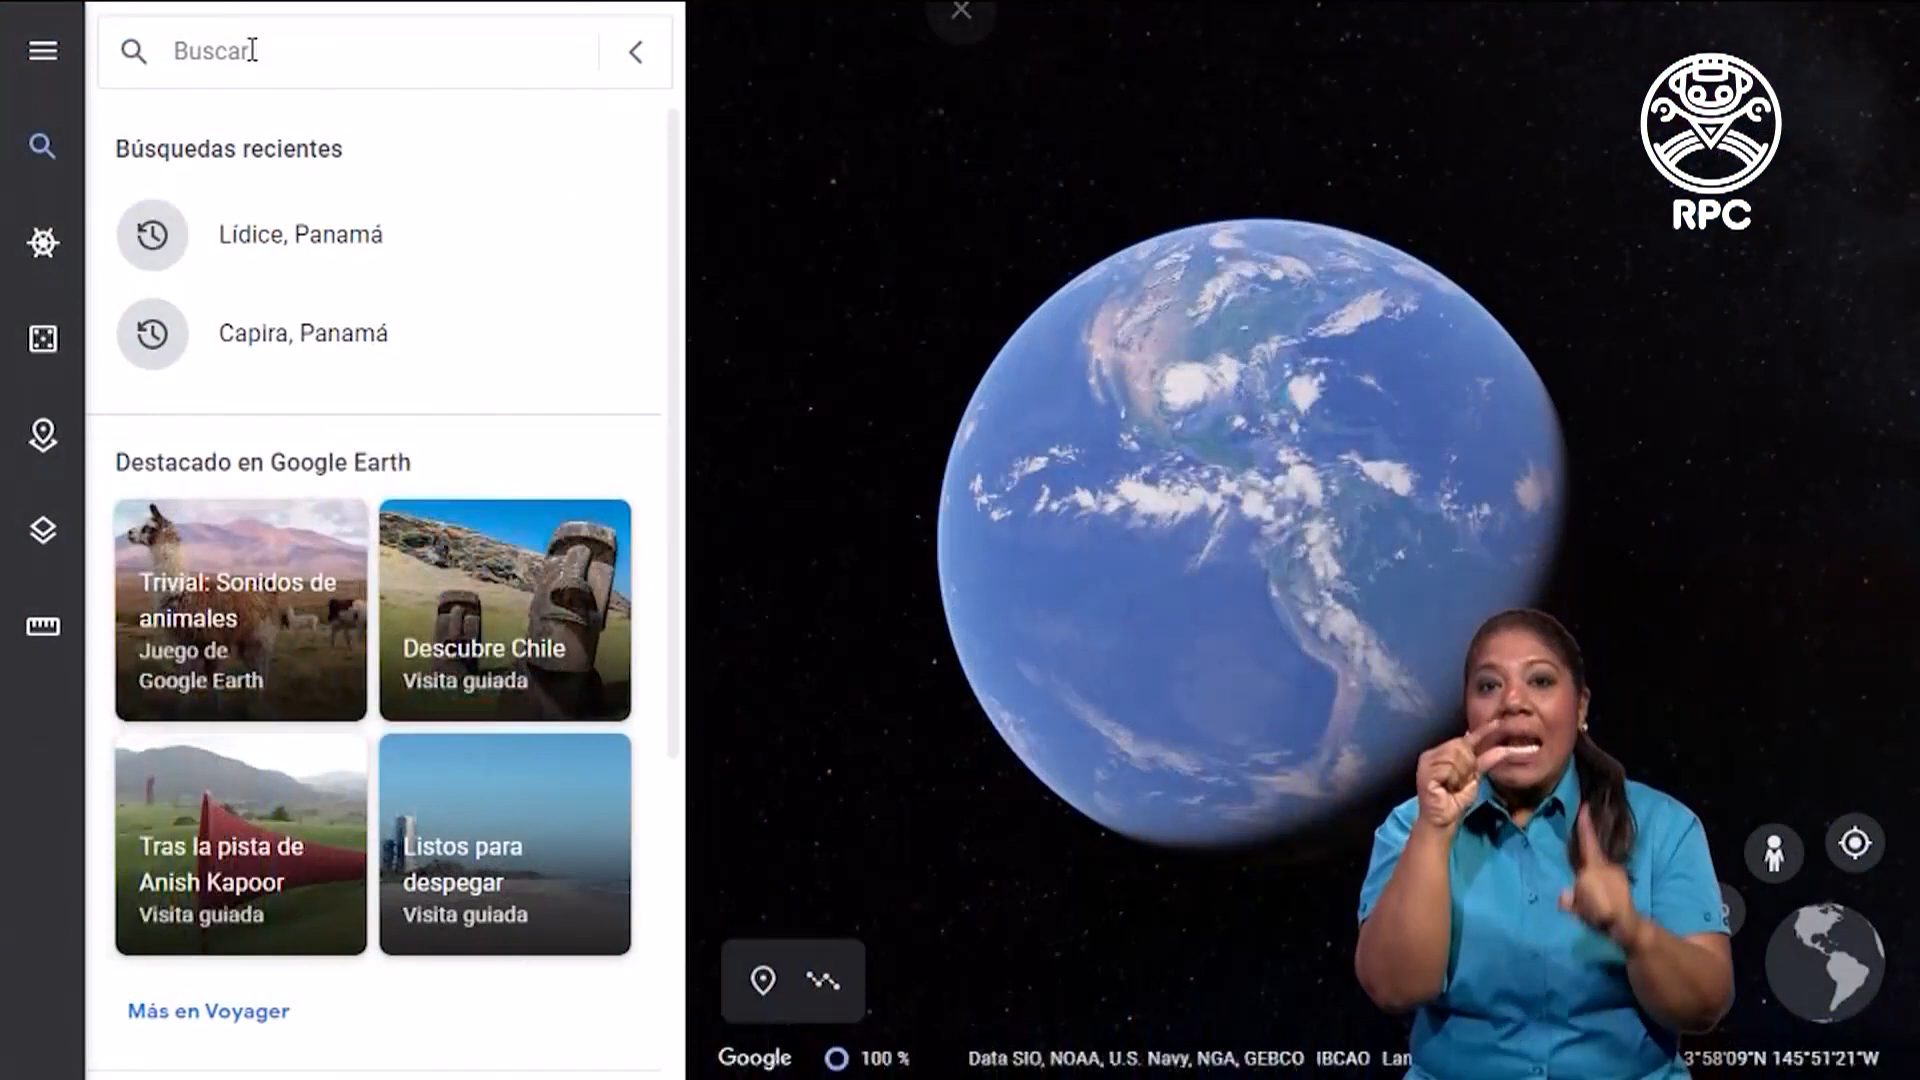 Buscar
Búsquedas recientes
Lídice, Panamá
Capira, Panamá
Destacado en Google Earth
Trivial: Sonidos de
animales
Juego de
Google Earth
Descubre Chile
Visita guiada
Tras la pista de
Anish Kapoor
Visita guiada
Listos para
despegar
Visita guiada
Más en Voyager
RPC
Google
100 %
Data SIO, NOAA, U.S. Navy, NGA, GEBCO IBCAO Lan
3°58'09"N 145°51'21"W